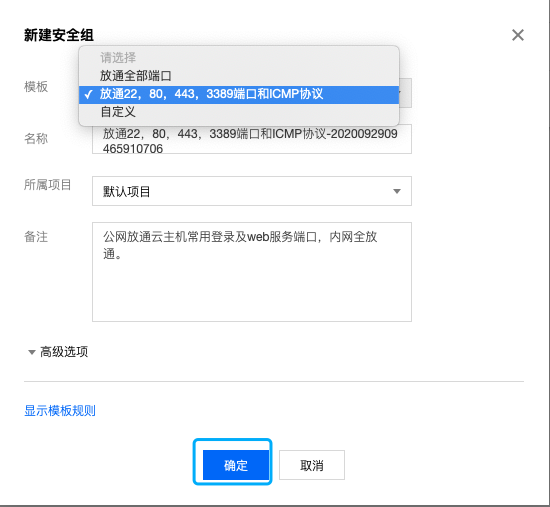 新建安全组
请选择
放通全部端口
模板
✓ 放通22，80，443，3389端口和ICMP协议
自定义
名称
放通22，80，443，3389端口和ICMP协议-2020092909
465910706
所属项目
默认项目
备注
公网放通云主机常用登录及web服务端口，内网全放
通。
高级选项
显示模板规则
确定
取消